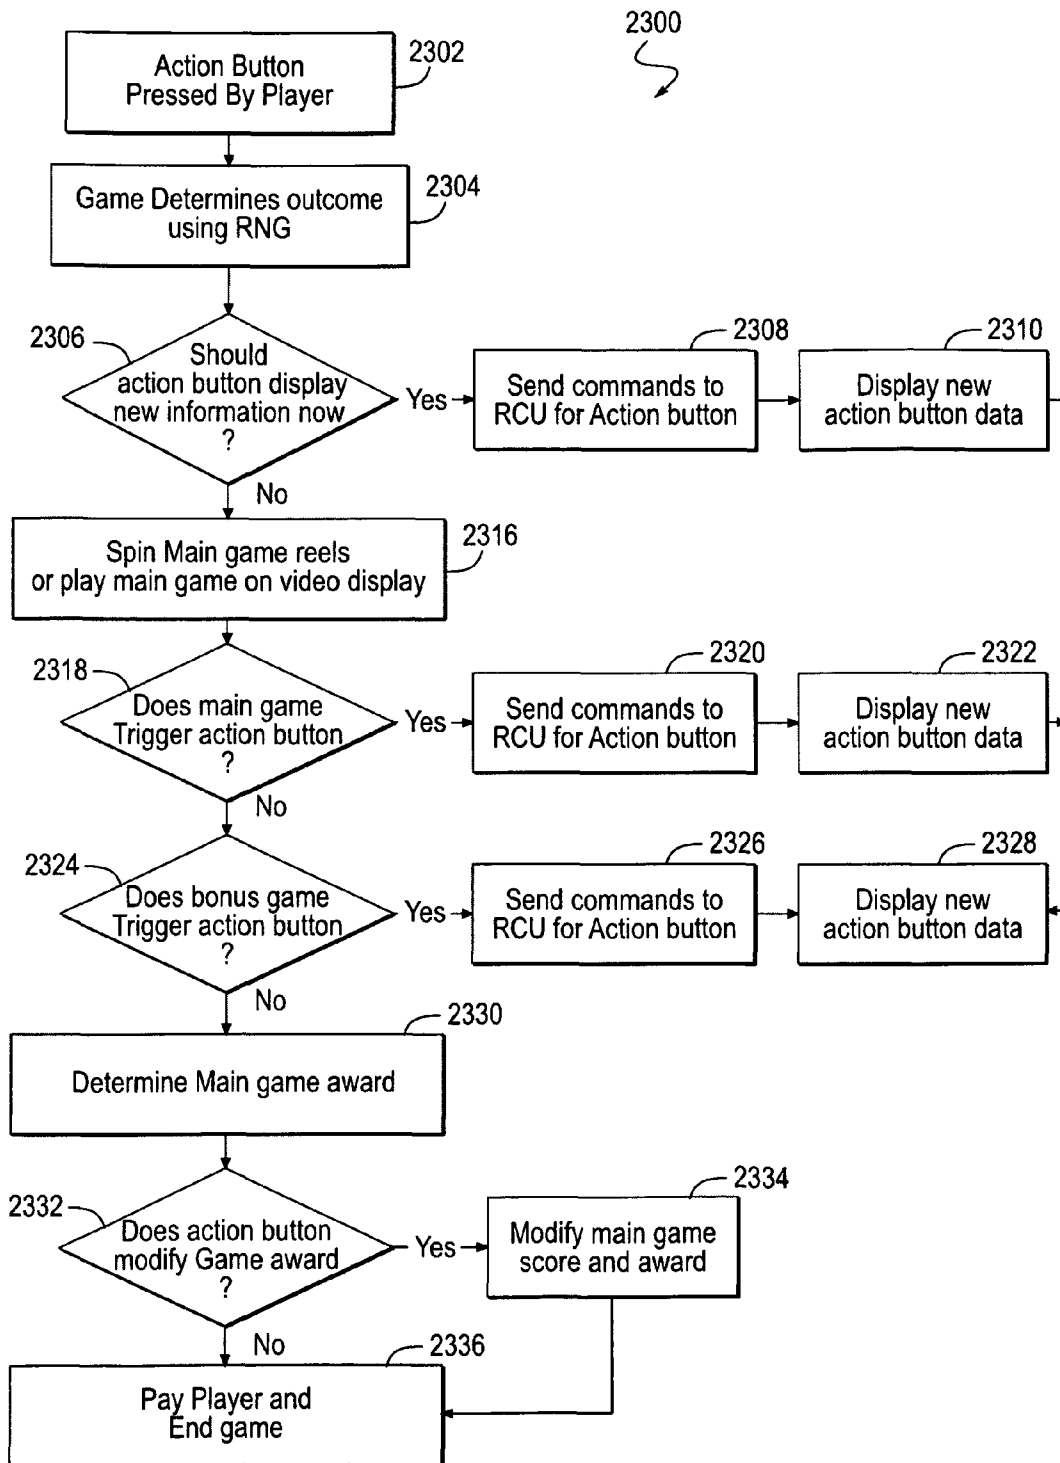 2300
2302
Action Button
Pressed By Player
2304
Game Determines outcome
using RNG
2306
Should
action button display
new information now
?
Yes
No
2308
Send commands to
RCU for Action button
2310
Display new
action button data
2316
Spin Main game reels
or play main game on video display
2318
Does main game
Trigger action button
?
Yes
No
2320
Send commands to
RCU for Action button
2322
Display new
action button data
2324
Does bonus game
Trigger action button
?
Yes
No
2326
Send commands to
RCU for Action button
2328
Display new
action button data
2330
Determine Main game award
2332
Does action button
modify Game award
?
Yes
No
2334
Modify main game
score and award
2336
Pay Player and
End game